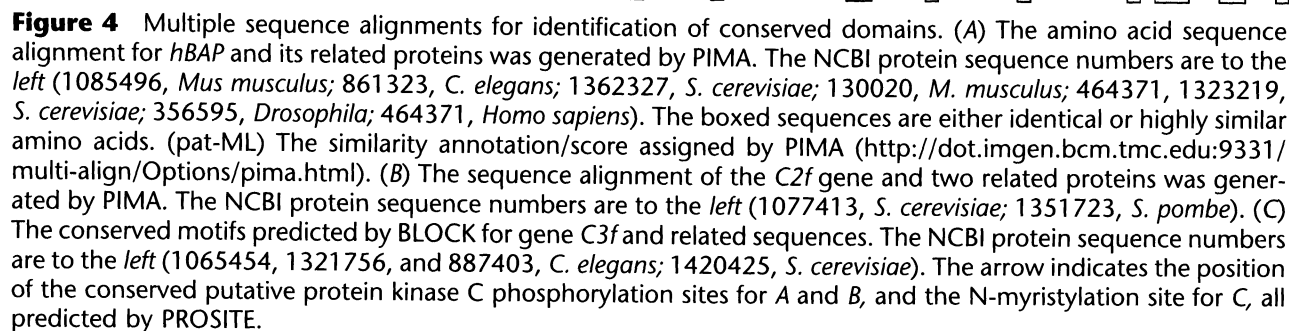 Figure 4 Multiple sequence alignments for identification of conserved domains. (A) The amino acid sequence
alignment for hBAP and its related proteins was generated by PIMA. The NCBI protein sequence numbers are to the
left (1085496, Mus musculus; 861323, C. elegans; 1362327, S. cerevisiae; 130020, M. musculus; 464371, 1323219,
S. cerevisiae; 356595, Drosophila; 464371, Homo sapiens). The boxed sequences are either identical or highly similar
amino acids. (pat-ML) The similarity annotation/score assigned by PIMA (http://dot.imgen.bcm.tmc.edu:9331/
multi-align/Options/pima.html). (B) The sequence alignment of the C2f gene and two related proteins was gener-
ated by PIMA. The NCBI protein sequence numbers are to the left (1077413, S. cerevisiae; 1351723, S. pombe). (C)
The conserved motifs predicted by BLOCK for gene C3f and related sequences. The NCBI protein sequence numbers
are to the left (1065454, 1321756, and 887403, C. elegans; 1420425, S. cerevisiae). The arrow indicates the position
of the conserved putative protein kinase C phosphorylation sites for A and B, and the N-myristylation site for C, all
predicted by PROSITE.